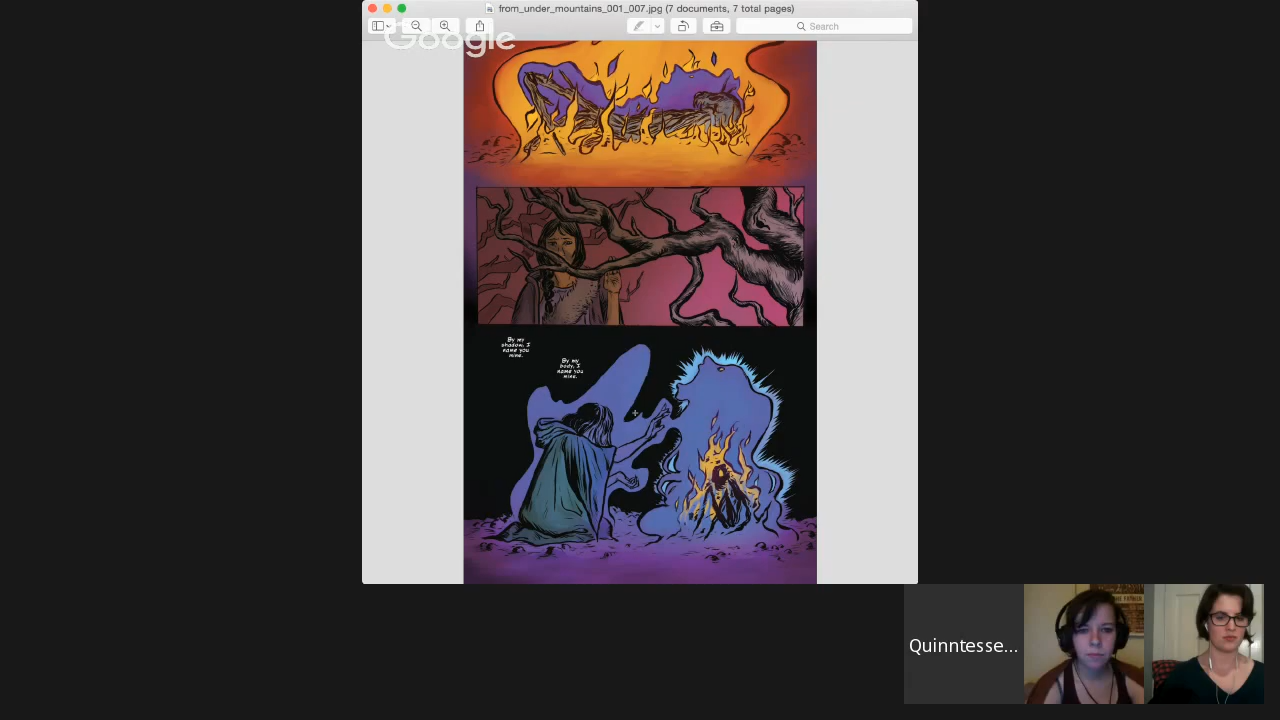 from_under_mountains_001_007.jpg (7 documents, 7 total pages)
Search
Google
By my
shadow, I
name you
mine.
By my
body, I
name you
mine.
Quinntesse...